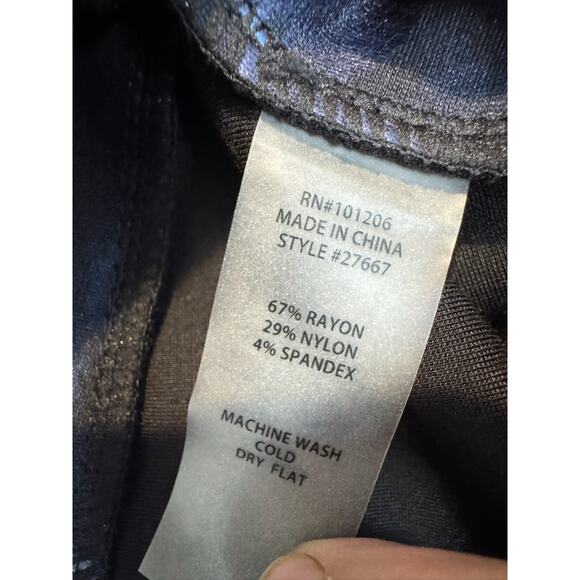 RN#101206
MADE IN CHINA
STYLE #27667
67% RAYON
29% NYLON
4% SPANDEX
MACHINE WASH
COLD
DRY FLAT